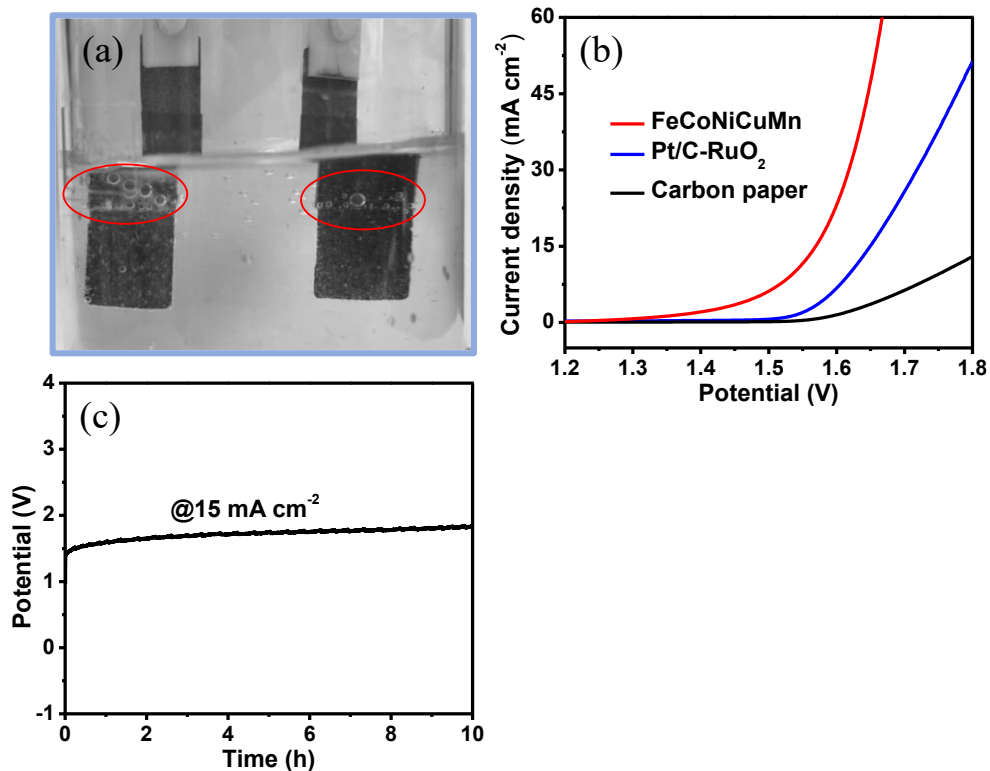 (a)
(b)
60
45
30
15
0
Current density (mA cm⁻²)
FeCoNiCuMn
Pt/C-RuO₂
Carbon paper
1.2 1.3 1.4 1.5 1.6 1.7 1.8
Potential (V)
(c)
4
3
2
1
0
-1
Potential (V)
@15 mA cm⁻²
0 2 4 6 8 10
Time (h)